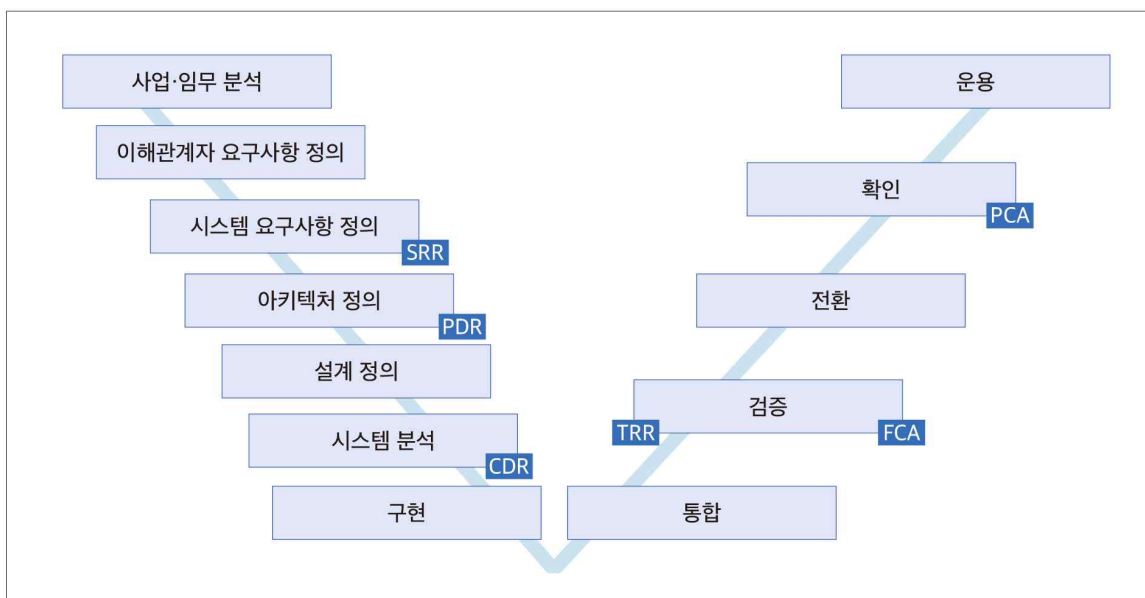 사업·임무 분석
이해관계자 요구사항 정의
시스템 요구사항 정의
SRR
아키텍처 정의
PDR
설계 정의
시스템 분석
CDR
구현
운용
확인
PCA
전환
검증
TRR
FCA
통합